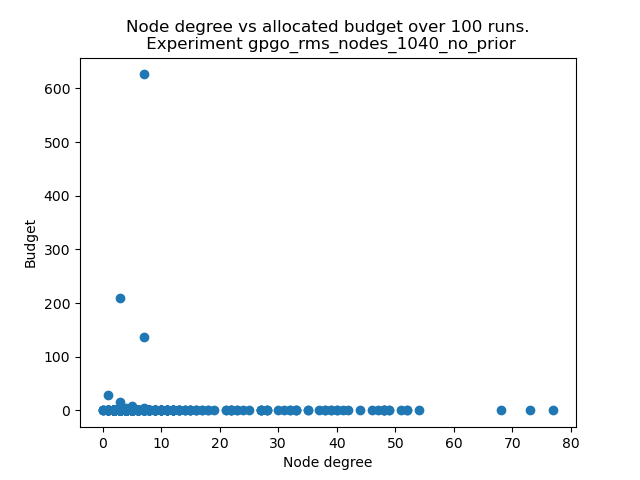 Node degree vs allocated budget over 100 runs.
Experiment gpgo_rms_nodes_1040_no_prior
600
500
400
300
200
100
0
Budget
0 10 20 30 40 50 60 70 80
Node degree